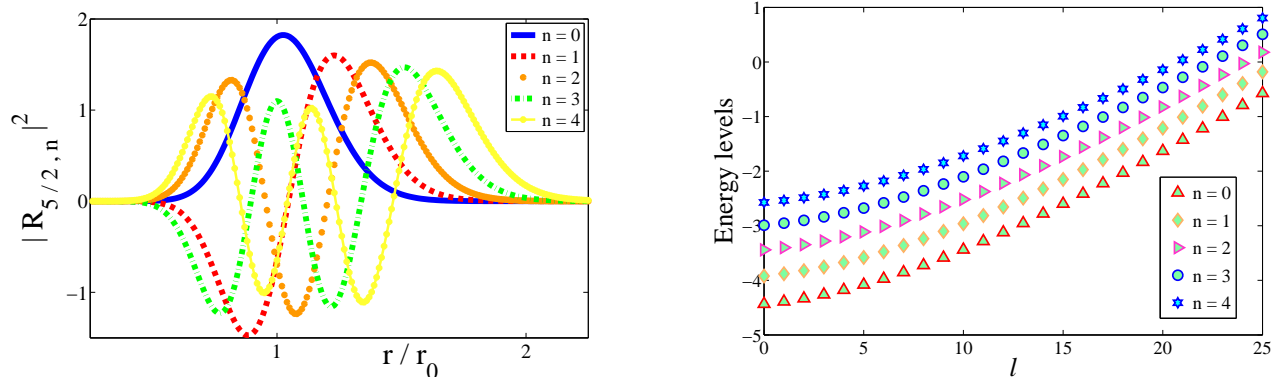 2
1
0
−1
| R 5 / 2 , n |2
1
2
r / r0
n = 0
n = 1
n = 2
n = 3
n = 4
1
0
−1
−2
−3
−4
−5
Energy levels
0
5
10
15
20
25
l
n = 0
n = 1
n = 2
n = 3
n = 4